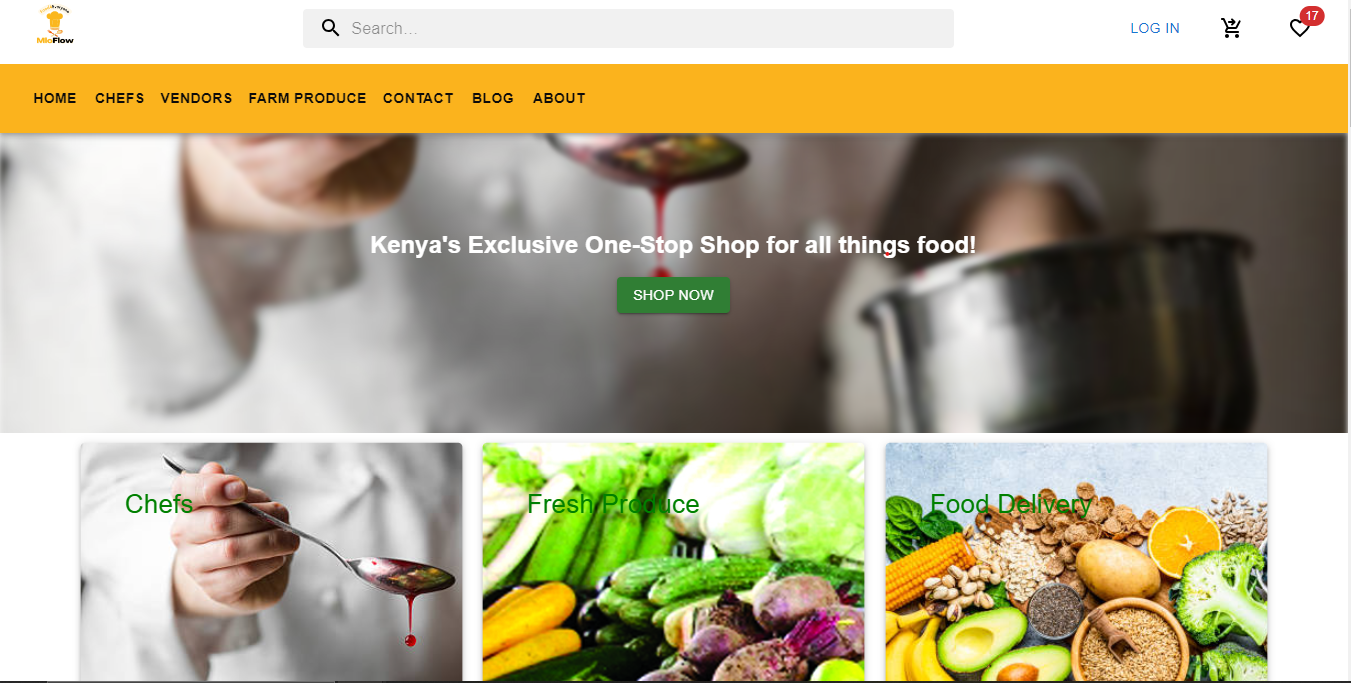 MloFlow
Search...
LOG IN
17
HOME CHEFS VENDORS FARM PRODUCE CONTACT BLOG ABOUT
Kenya's Exclusive One-Stop Shop for all things food!
SHOP NOW
Chefs
Fresh Produce
Food Delivery